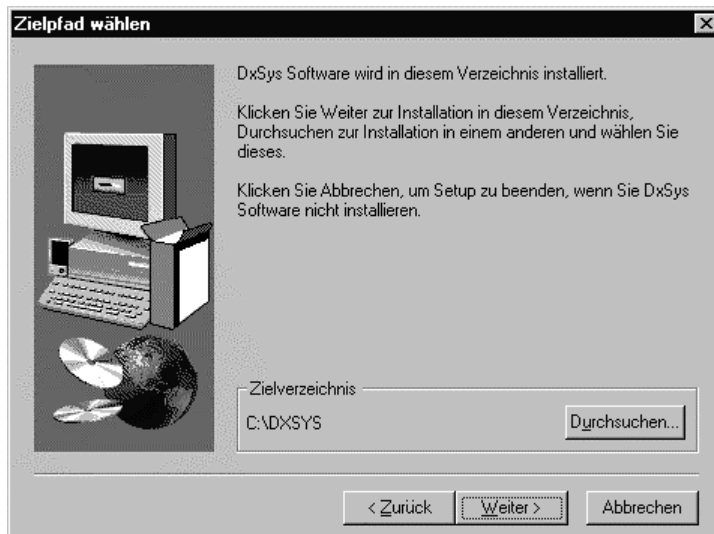 Zielpfad wählen
DxSys Software wird in diesem Verzeichnis installiert.
Klicken Sie Weiter zur Installation in diesem Verzeichnis,
Durchsuchen zur Installation in einem anderen und wählen Sie
dieses.
Klicken Sie Abbrechen, um Setup zu beenden, wenn Sie DxSys
Software nicht installieren.
Zielverzeichnis
C:\DXSYS
Durchsuchen...
< Zurück
Weiter >
Abbrechen